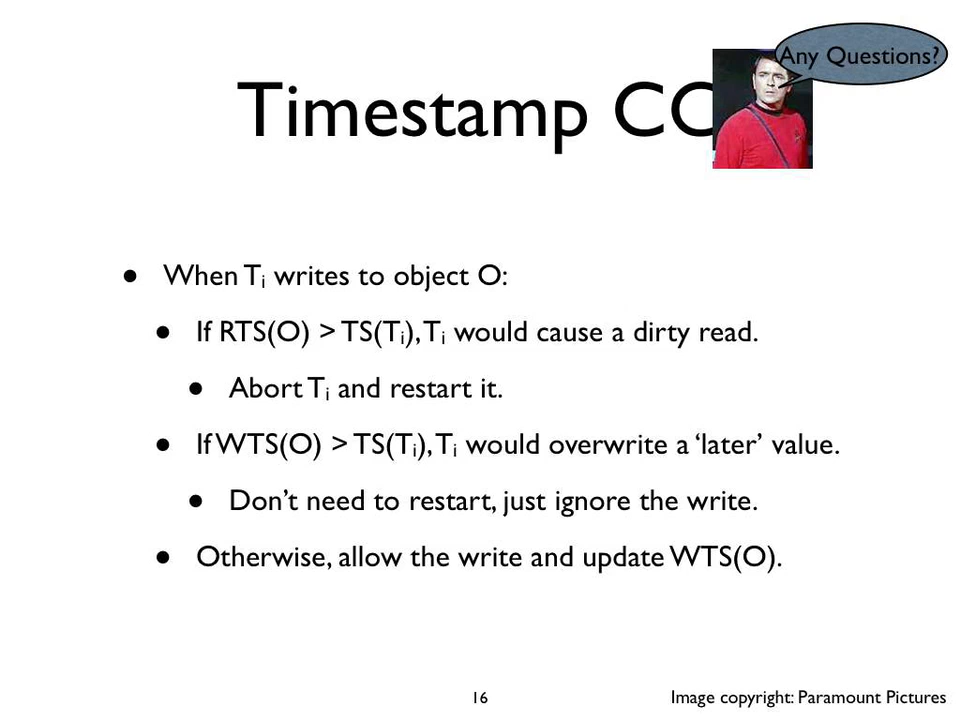 Any Questions?
Timestamp CC
• When Tᵢ writes to object O:
• If RTS(O) > TS(Tᵢ), Tᵢ would cause a dirty read.
• Abort Tᵢ and restart it.
• If WTS(O) > TS(Tᵢ), Tᵢ would overwrite a ‘later’ value.
• Don’t need to restart, just ignore the write.
• Otherwise, allow the write and update WTS(O).
16
Image copyright: Paramount Pictures